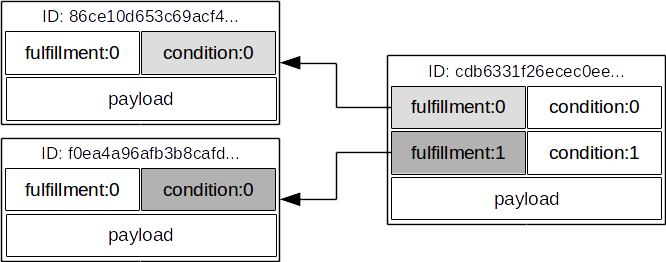 ID: 86ce10d653c69acf4...
fulfillment:0 condition:0
payload
ID: f0ea4a96afb3b8cafd...
fulfillment:0 condition:0
payload
ID: cdb6331f26ecec0ee...
fulfillment:0 condition:0
fulfillment:1 condition:1
payload